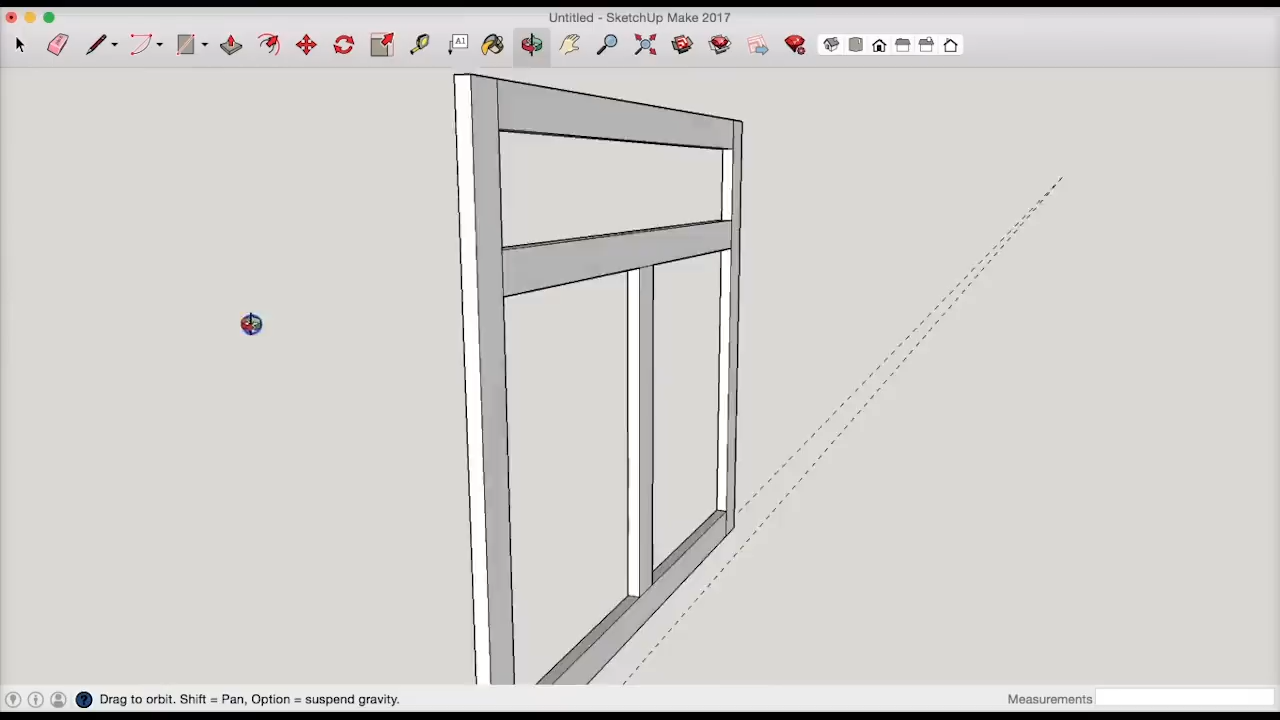 Untitled - SketchUp Make 2017
A1
Drag to orbit. Shift = Pan, Option = suspend gravity.
Measurements